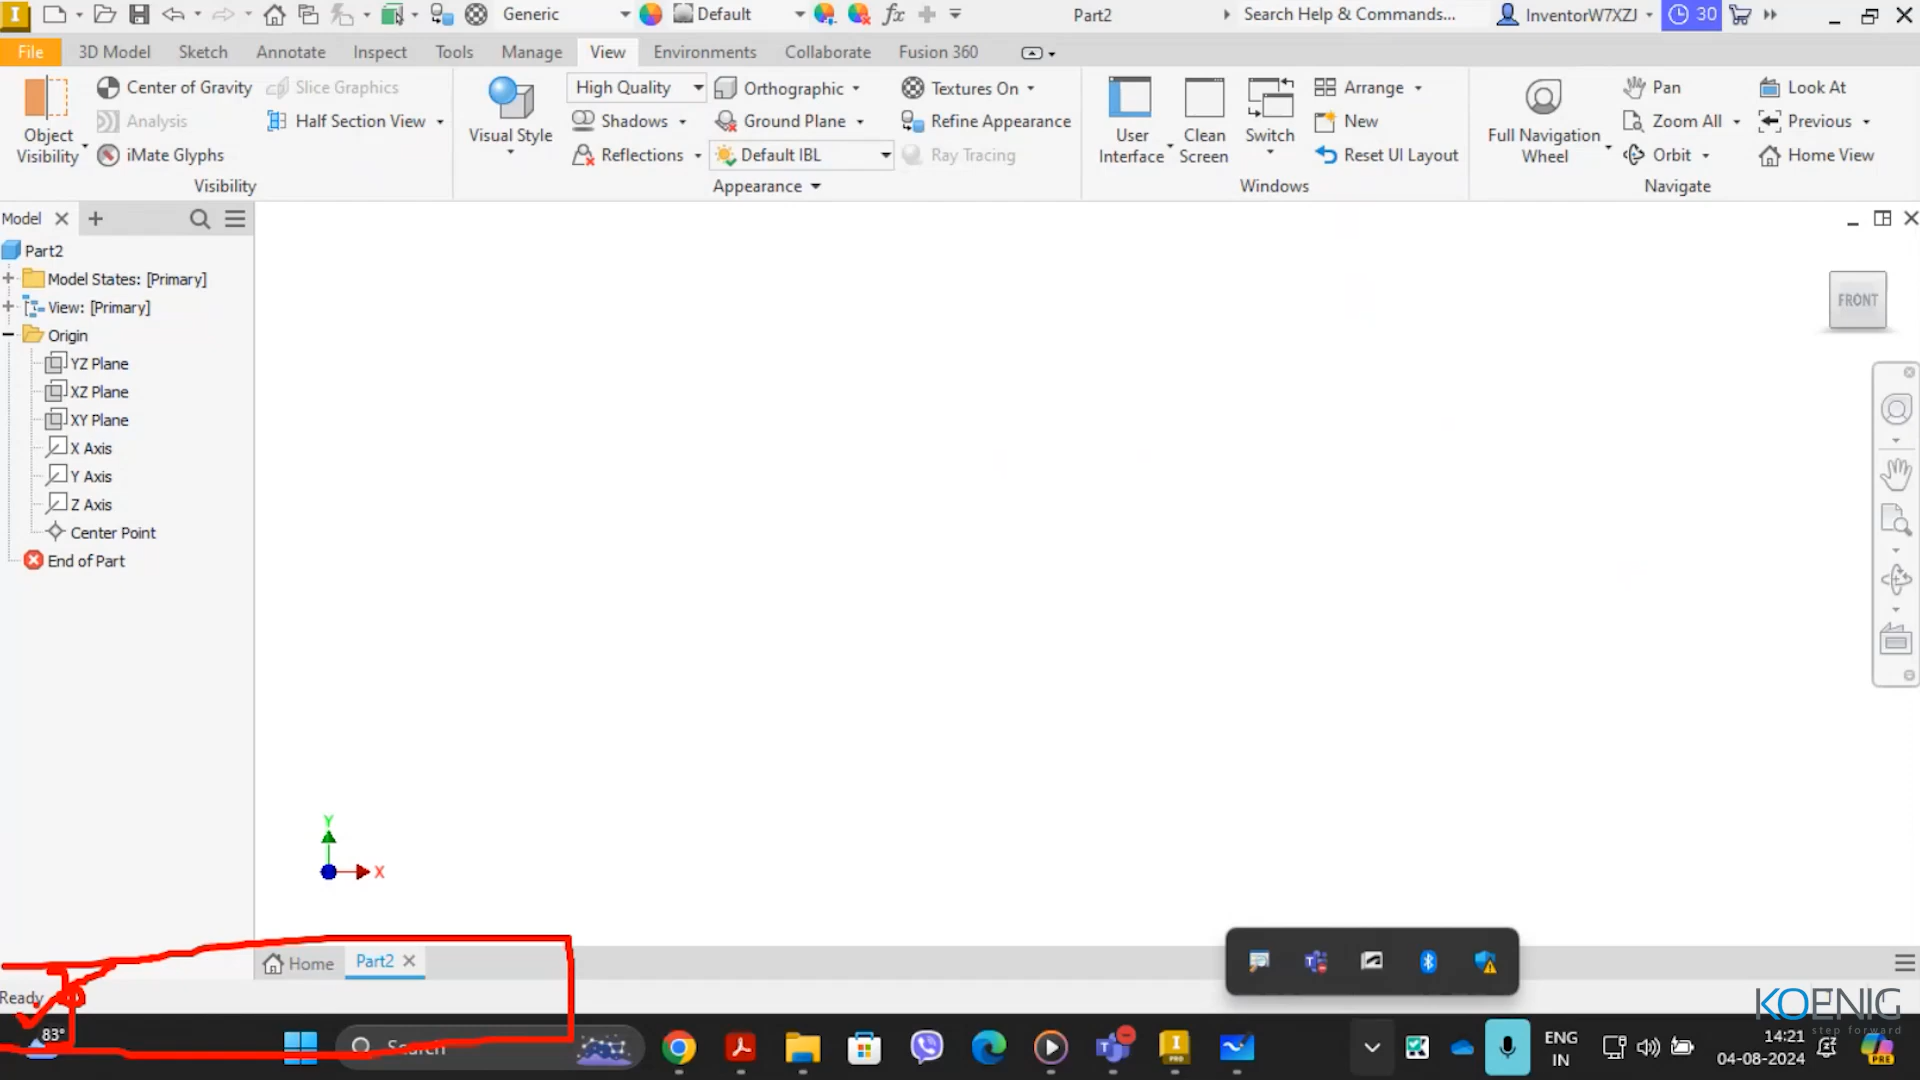 Generic
Default
Part2
Search Help & Commands...
InventorW7XZJ
30
File
3D Model
Sketch
Annotate
Inspect
Tools
Manage
View
Environments
Collaborate
Fusion 360
Object Visibility
Center of Gravity
Analysis
iMate Glyphs
Slice Graphics
Half Section View
Visibility
Visual Style
High Quality
Shadows
Reflections
Orthographic
Ground Plane
Default IBL
Textures On
Refine Appearance
Ray Tracing
Appearance
User Interface
Clean Screen
Switch
Arrange
New
Reset UI Layout
Windows
Full Navigation Wheel
Pan
Zoom All
Orbit
Look At
Previous
Home View
Navigate
Model
Part2
Model States: [Primary]
View: [Primary]
Origin
YZ Plane
XZ Plane
XY Plane
X Axis
Y Axis
Z Axis
Center Point
End of Part
FRONT
Y
X
Home
Part2
Ready
KOENIG
step forward
83°
Search
PRO
ENG
IN
14:21
04-08-2024
PRE